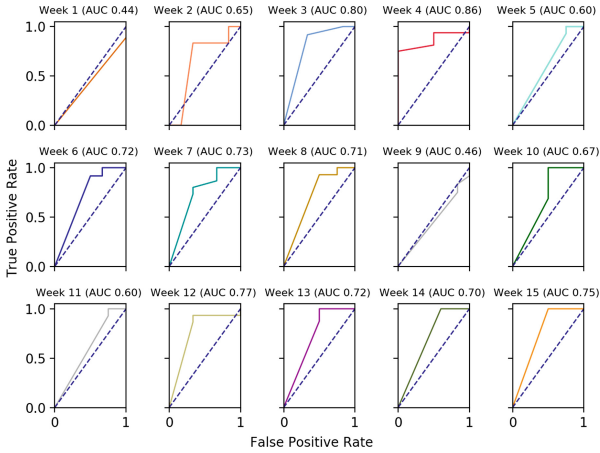 Week 1 (AUC 0.44) Week 2 (AUC 0.65) Week 3 (AUC 0.80) Week 4 (AUC 0.86) Week 5 (AUC 0.60)
1.0
0.5
0.0
Week 6 (AUC 0.72) Week 7 (AUC 0.73) Week 8 (AUC 0.71) Week 9 (AUC 0.46) Week 10 (AUC 0.67)
1.0
0.5
0.0
True Positive Rate
Week 11 (AUC 0.60) Week 12 (AUC 0.77) Week 13 (AUC 0.72) Week 14 (AUC 0.70) Week 15 (AUC 0.75)
1.0
0.5
0.0
0 1 0 1 0 1 0 1 0 1
False Positive Rate